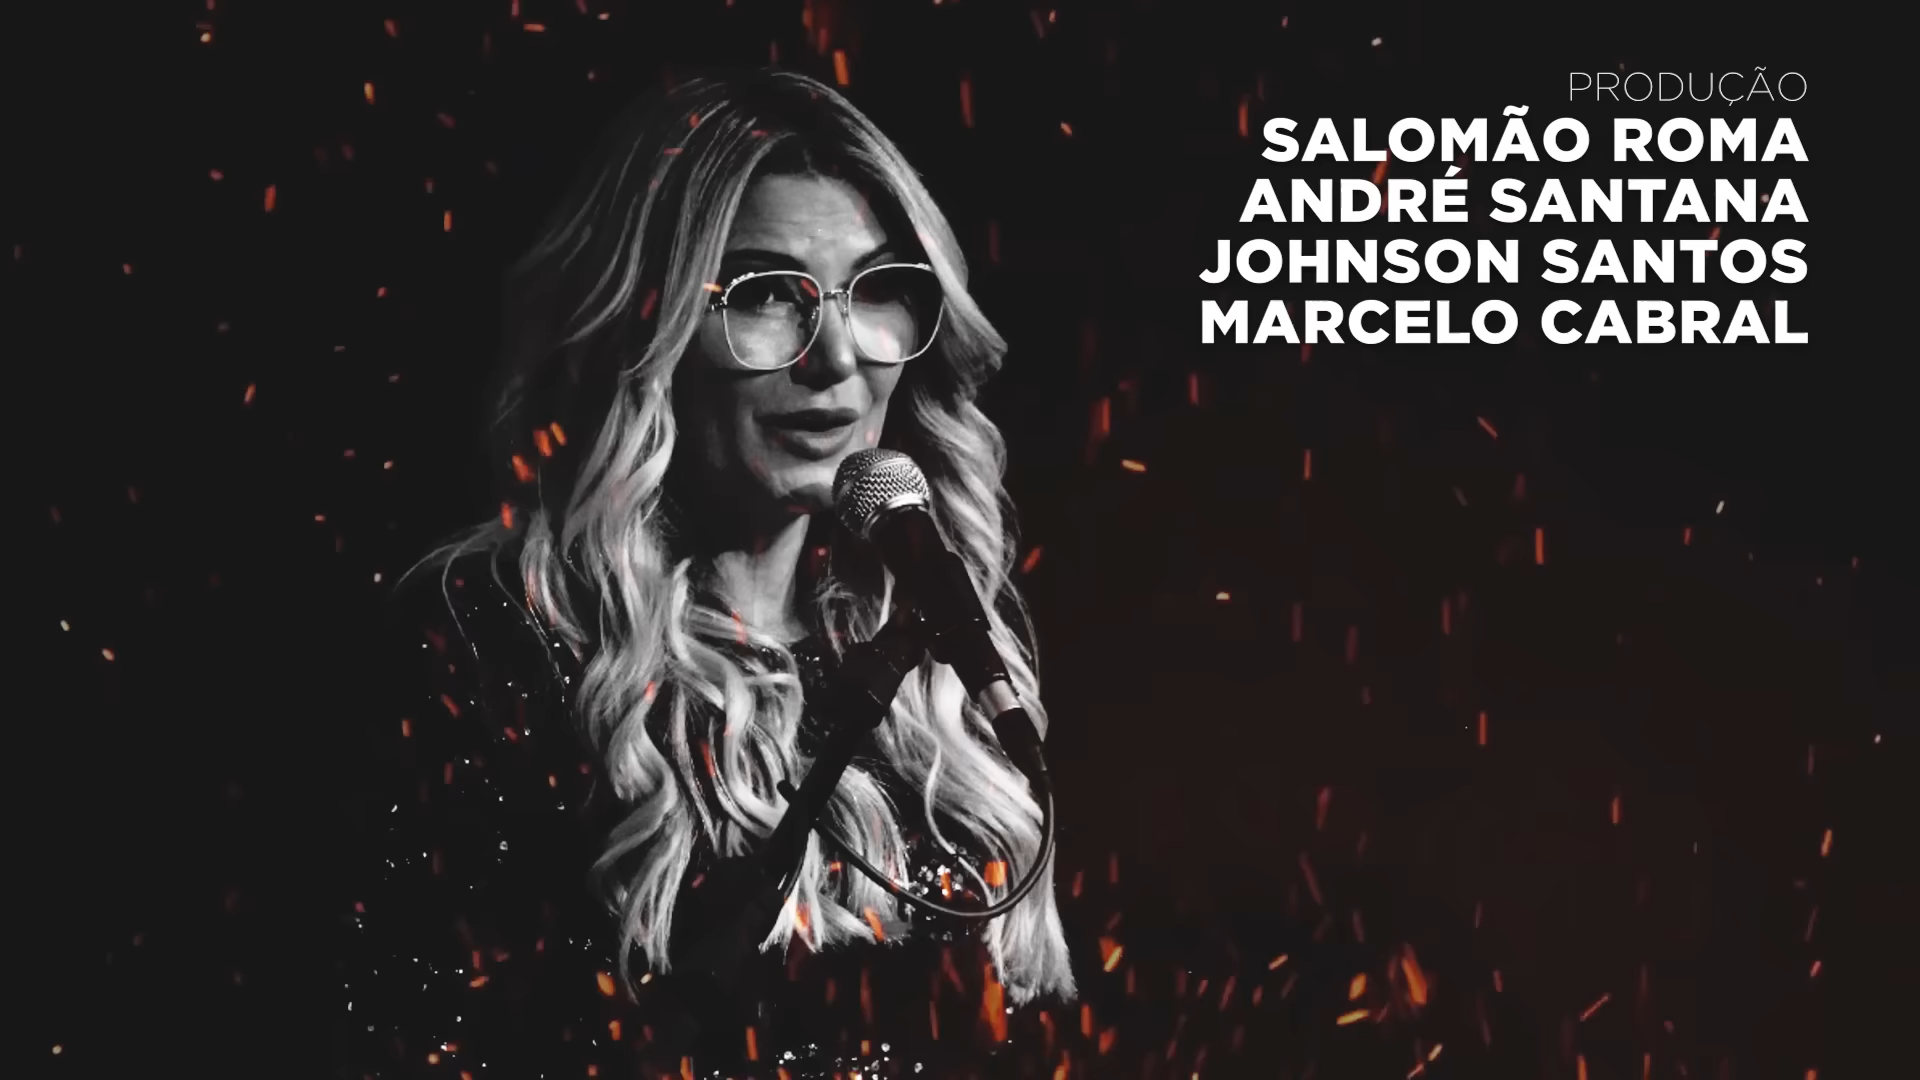 PRODUÇÃO
SALOMÃO ROMA
ANDRÉ SANTANA
JOHNSON SANTOS
MARCELO CABRAL